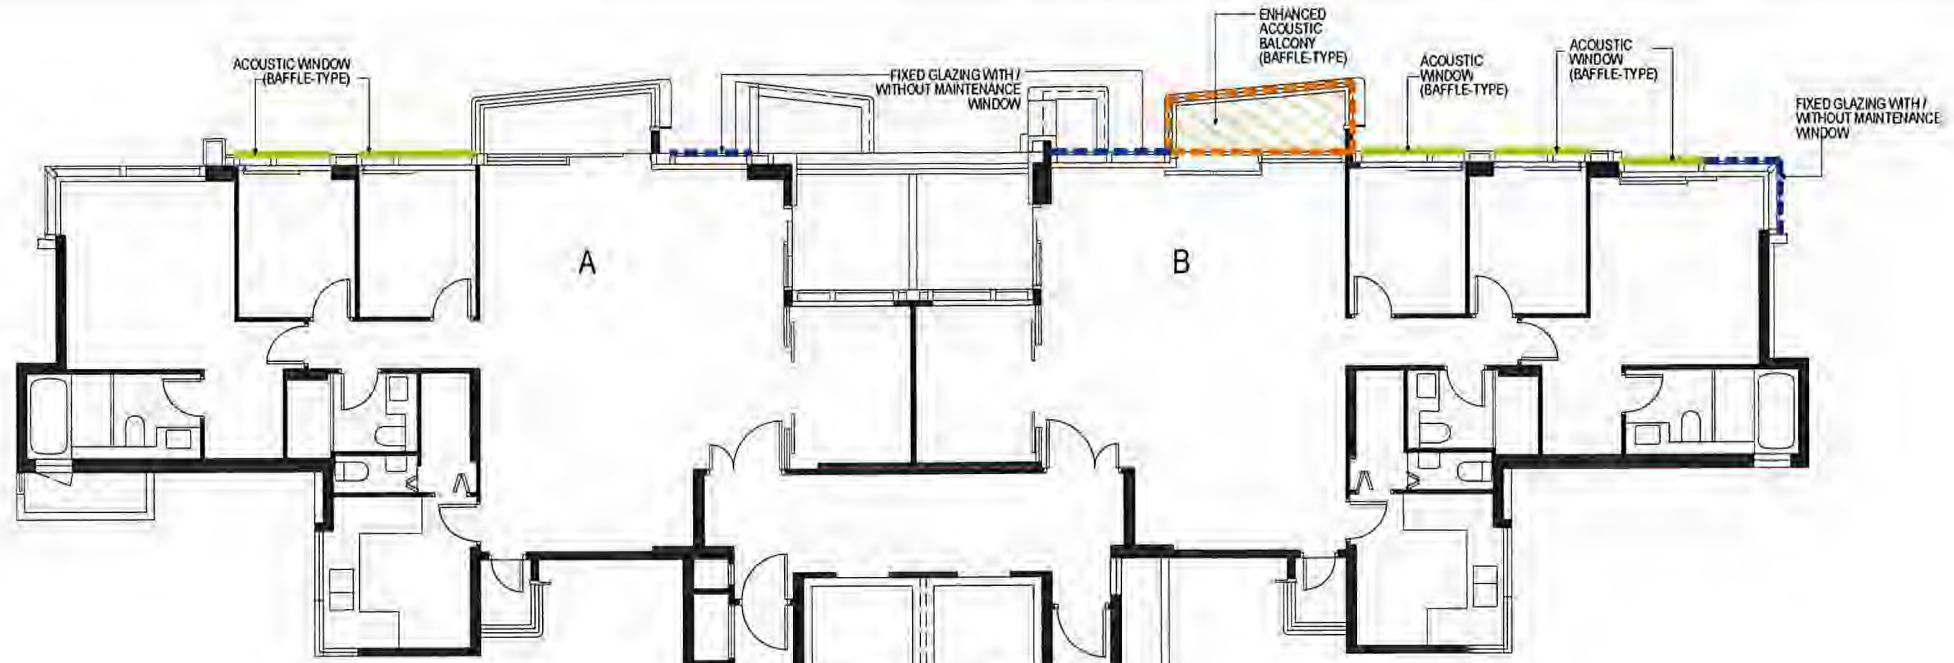 ACOUSTIC WINDOW
(BAFFLE-TYPE)
FIXED GLAZING WITH /
WITHOUT MAINTENANCE
WINDOW
ENHANCED
ACOUSTIC
BALCONY
(BAFFLE-TYPE)
ACOUSTIC
WINDOW
(BAFFLE-TYPE)
ACOUSTIC
WINDOW
(BAFFLE-TYPE)
FIXED GLAZING WITH /
WITHOUT MAINTENANCE
WINDOW
A
B